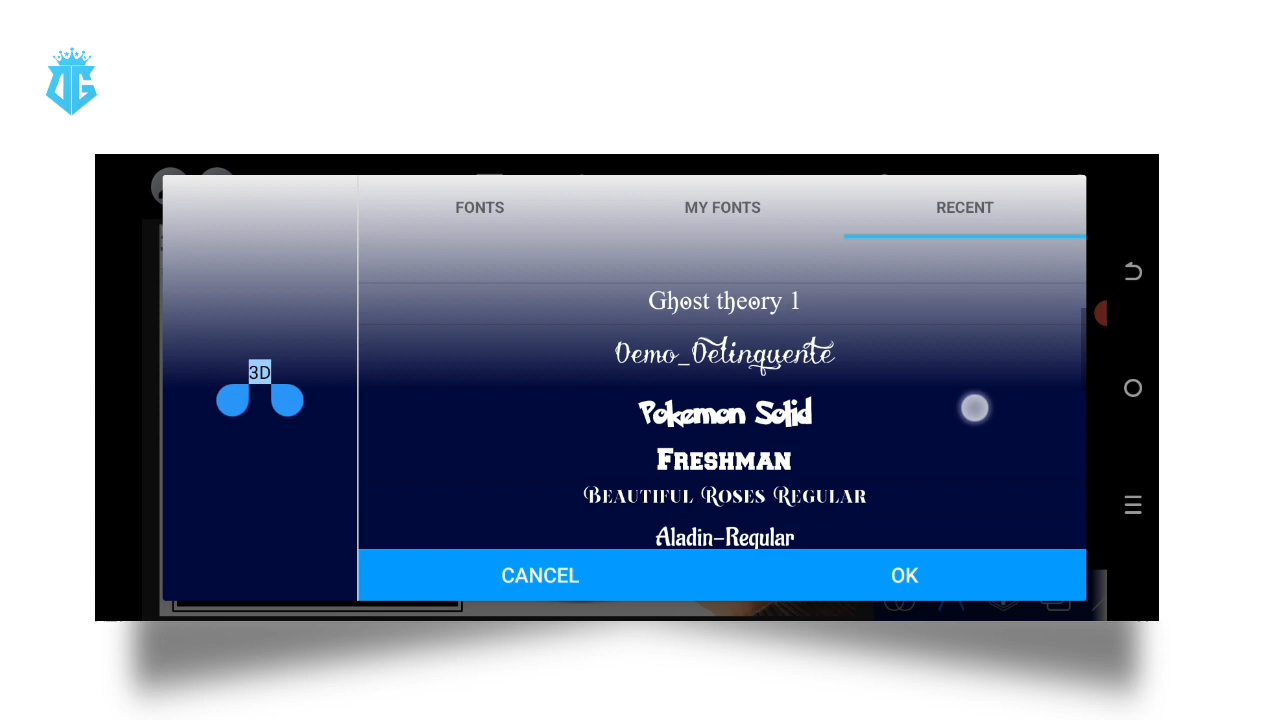 DG
FONTS MY FONTS RECENT
Ghost theory 1
Demo_Delinquente
3D
Pokemon Solid
FRESHMAN
BEAUTIFUL ROSES REGULAR
Aladin-Regular
CANCEL OK